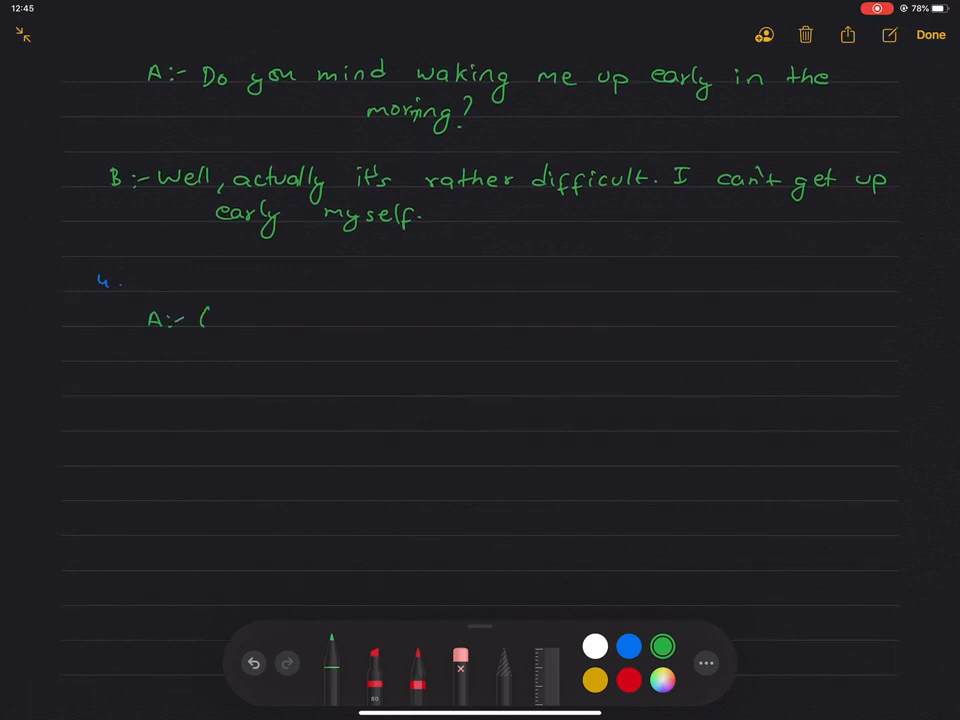 12:45
78%
Done
A:- Do you mind waking me up early in the
morning?
B:- Well, actually it's rather difficult. I can't get up
early myself.
4.
A:- (
80